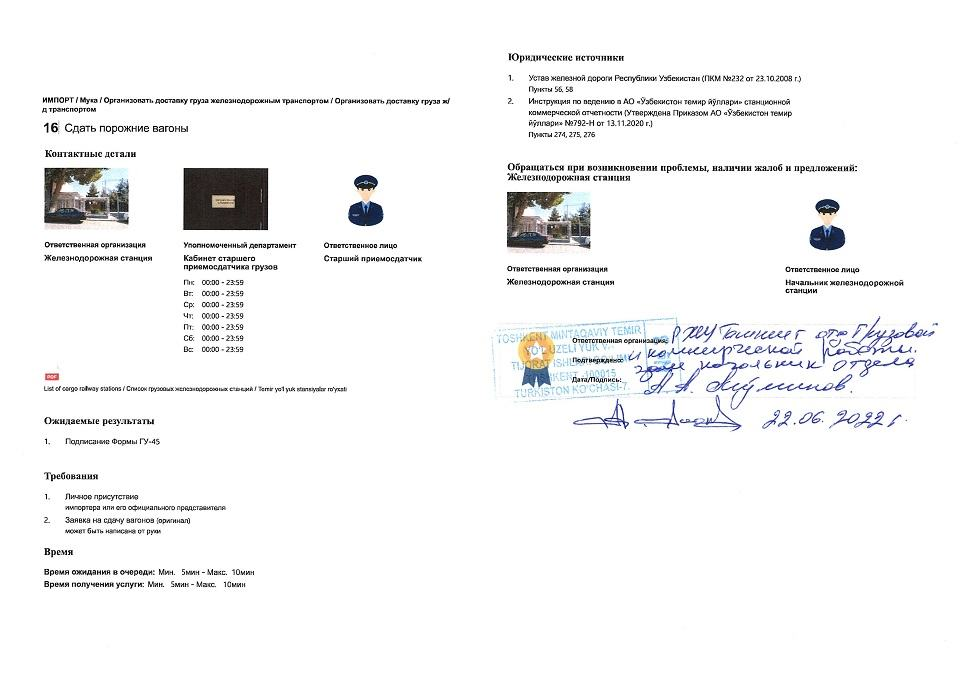 ИМПОРТ / Мука / Организовать доставку груза железнодорожным транспортом / Организовать доставку груза ж/
д транспортом
16 Сдать порожние вагоны
Контактные детали
Ответственная организация
Железнодорожная станция
Уполномоченный департамент
Кабинет старшего
приемосдатчика грузов
Пн: 00:00 - 23:59
Вт: 00:00 - 23:59
Ср: 00:00 - 23:59
Чт: 00:00 - 23:59
Пт: 00:00 - 23:59
Сб: 00:00 - 23:59
Вс: 00:00 - 23:59
Ответственное лицо
Старший приемосдатчик
PDF
List of cargo railway stations / Список грузовых железнодорожных станций / Temir yo'l yuk stansiyalar ro'yxati
Ожидаемые результаты
1. Подписание Формы ГУ-45
Требования
1. Личное присутствие
импортера или его официального представителя
2. Заявка на сдачу вагонов (оригинал)
может быть написана от руки
Время
Время ожидания в очереди: Мин. 5мин - Макс. 10мин
Время получения услуги: Мин. 5мин - Макс. 10мин
Юридические источники
1. Устав железной дороги Республики Узбекистан (ПКМ №232 от 23.10.2008 г.)
Пункты 56, 58
2. Инструкция по ведению в АО «Ўзбекистон темир йўллари» станционной
коммерческой отчетности (Утверждена Приказом АО «Ўзбекистон темир
йўллари» №792-Н от 13.11.2020 г.)
Пункты 274, 275, 276
Обращаться при возникновении проблемы, наличии жалоб и предложений:
Железнодорожная станция
Ответственная организация
Железнодорожная станция
Ответственное лицо
Начальник железнодорожной
станции
TOSHKENT MINTAQAVIY TEMIR
YO'L UZELI YUK V
TIJORAT ISHL
KENT -100015
TURKISTON KO'CHASI-7.
Ответственная организация: РЖУ Ташкент отд Грузовой
Подтверждено: и коммерческой работы.
зам начальник отдела
Дата/Подпись: А. А.
22.06.2022 г.